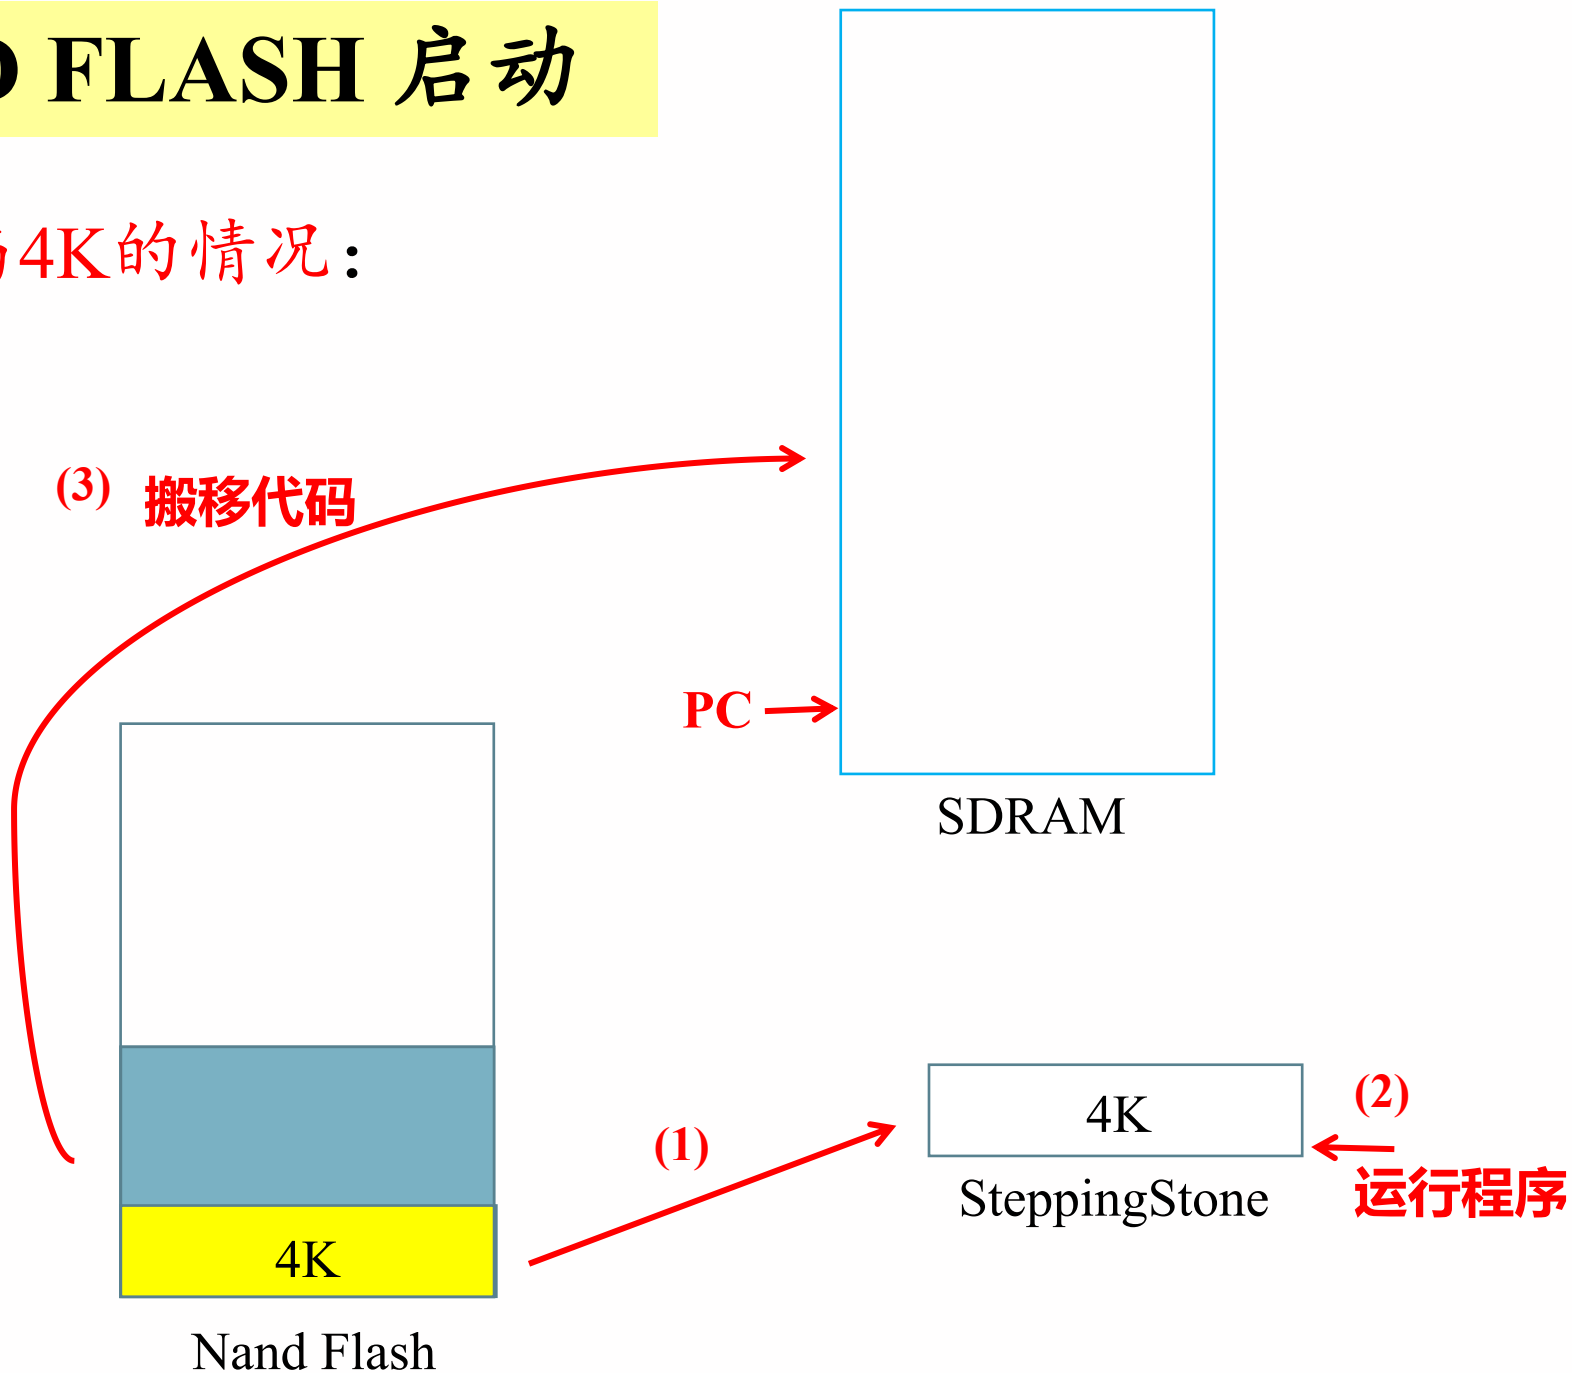 FLASH 启动
4K的情况：
(3) 搬移代码
PC
SDRAM
4K
(2)
(1)
运行程序
SteppingStone
4K
Nand Flash